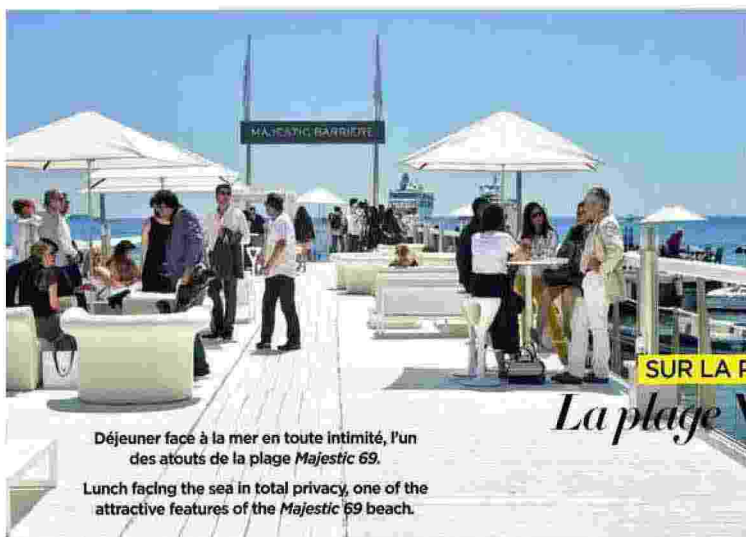 MAJESTIC BARRIÈRE
SUR LA P
La plage V
Déjeuner face à la mer en toute intimité, l'un
des atouts de la plage Majestic 69.
Lunch facing the sea in total privacy, one of the
attractive features of the Majestic 69 beach.